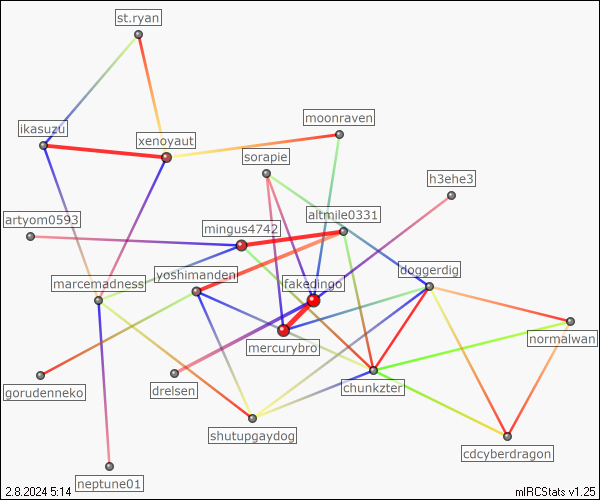 st.ryan
moonraven
ikasuzu
xenoyaut
sorapie
h3ehe3
artyom0593
altmile0331
mingus4742
doggerdig
yoshimanden
fakedingo
marcemadness
normalwan
mercurybro
gorudenneko
drelsen
chunkzter
shutupgaydog
cdcyberdragon
neptune01
2.8.2024 5:14
mIRCStats v1.25